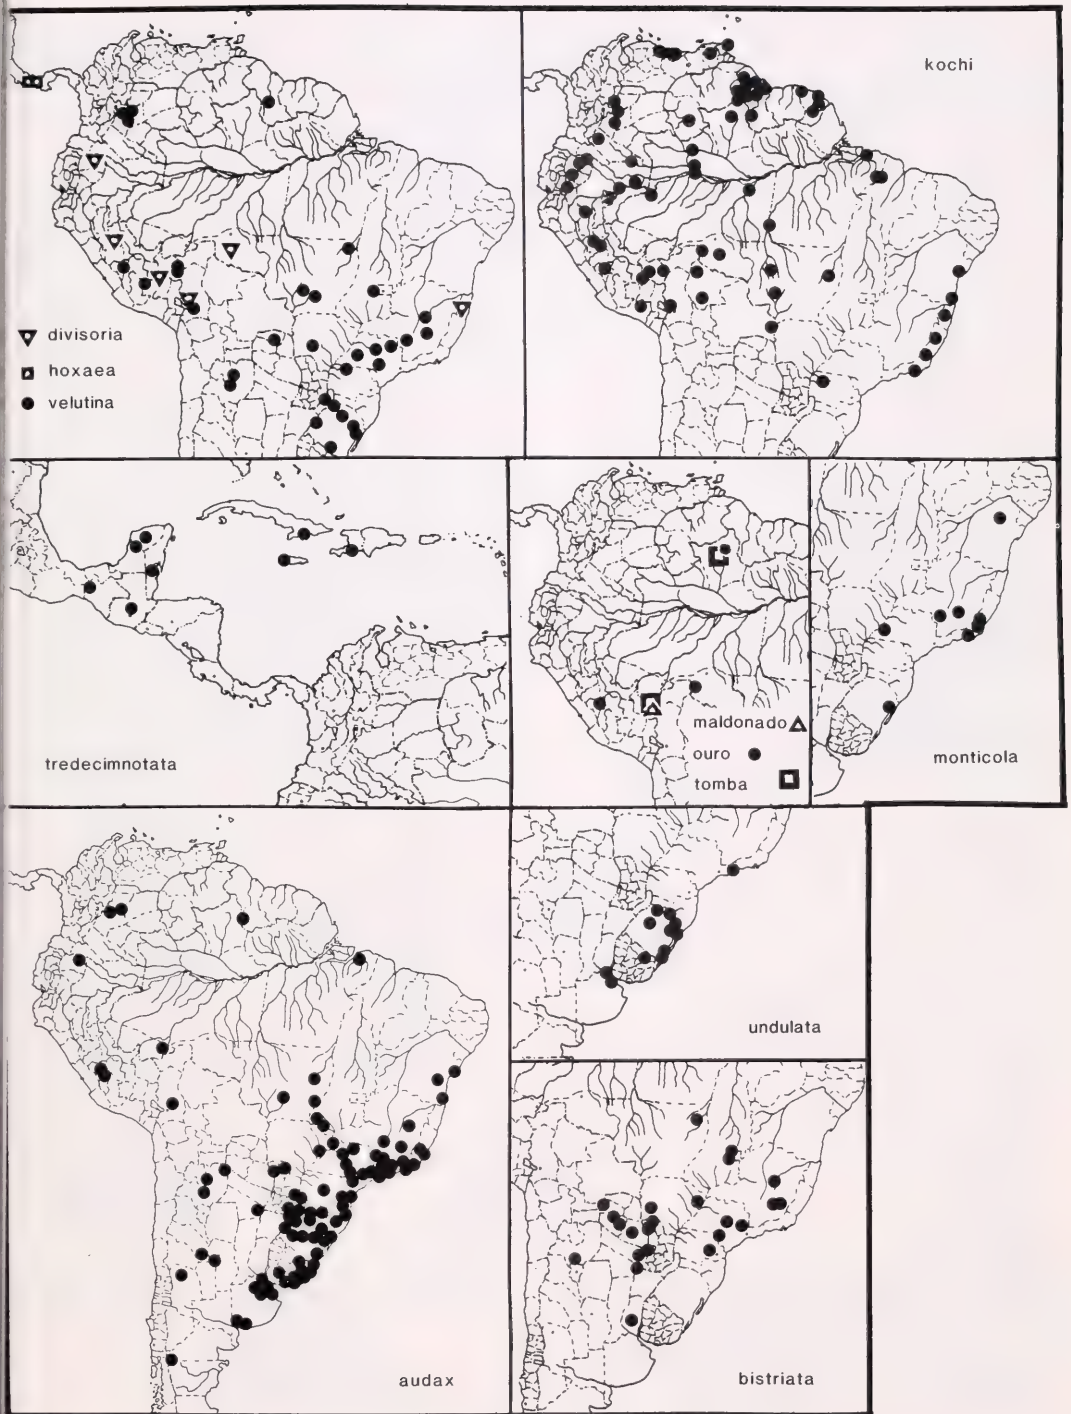 kochi
divisoria
hoxaea
velutina
tredecimnotata
maldonado
ouro
tomba
monticola
undulata
audax
bistriata